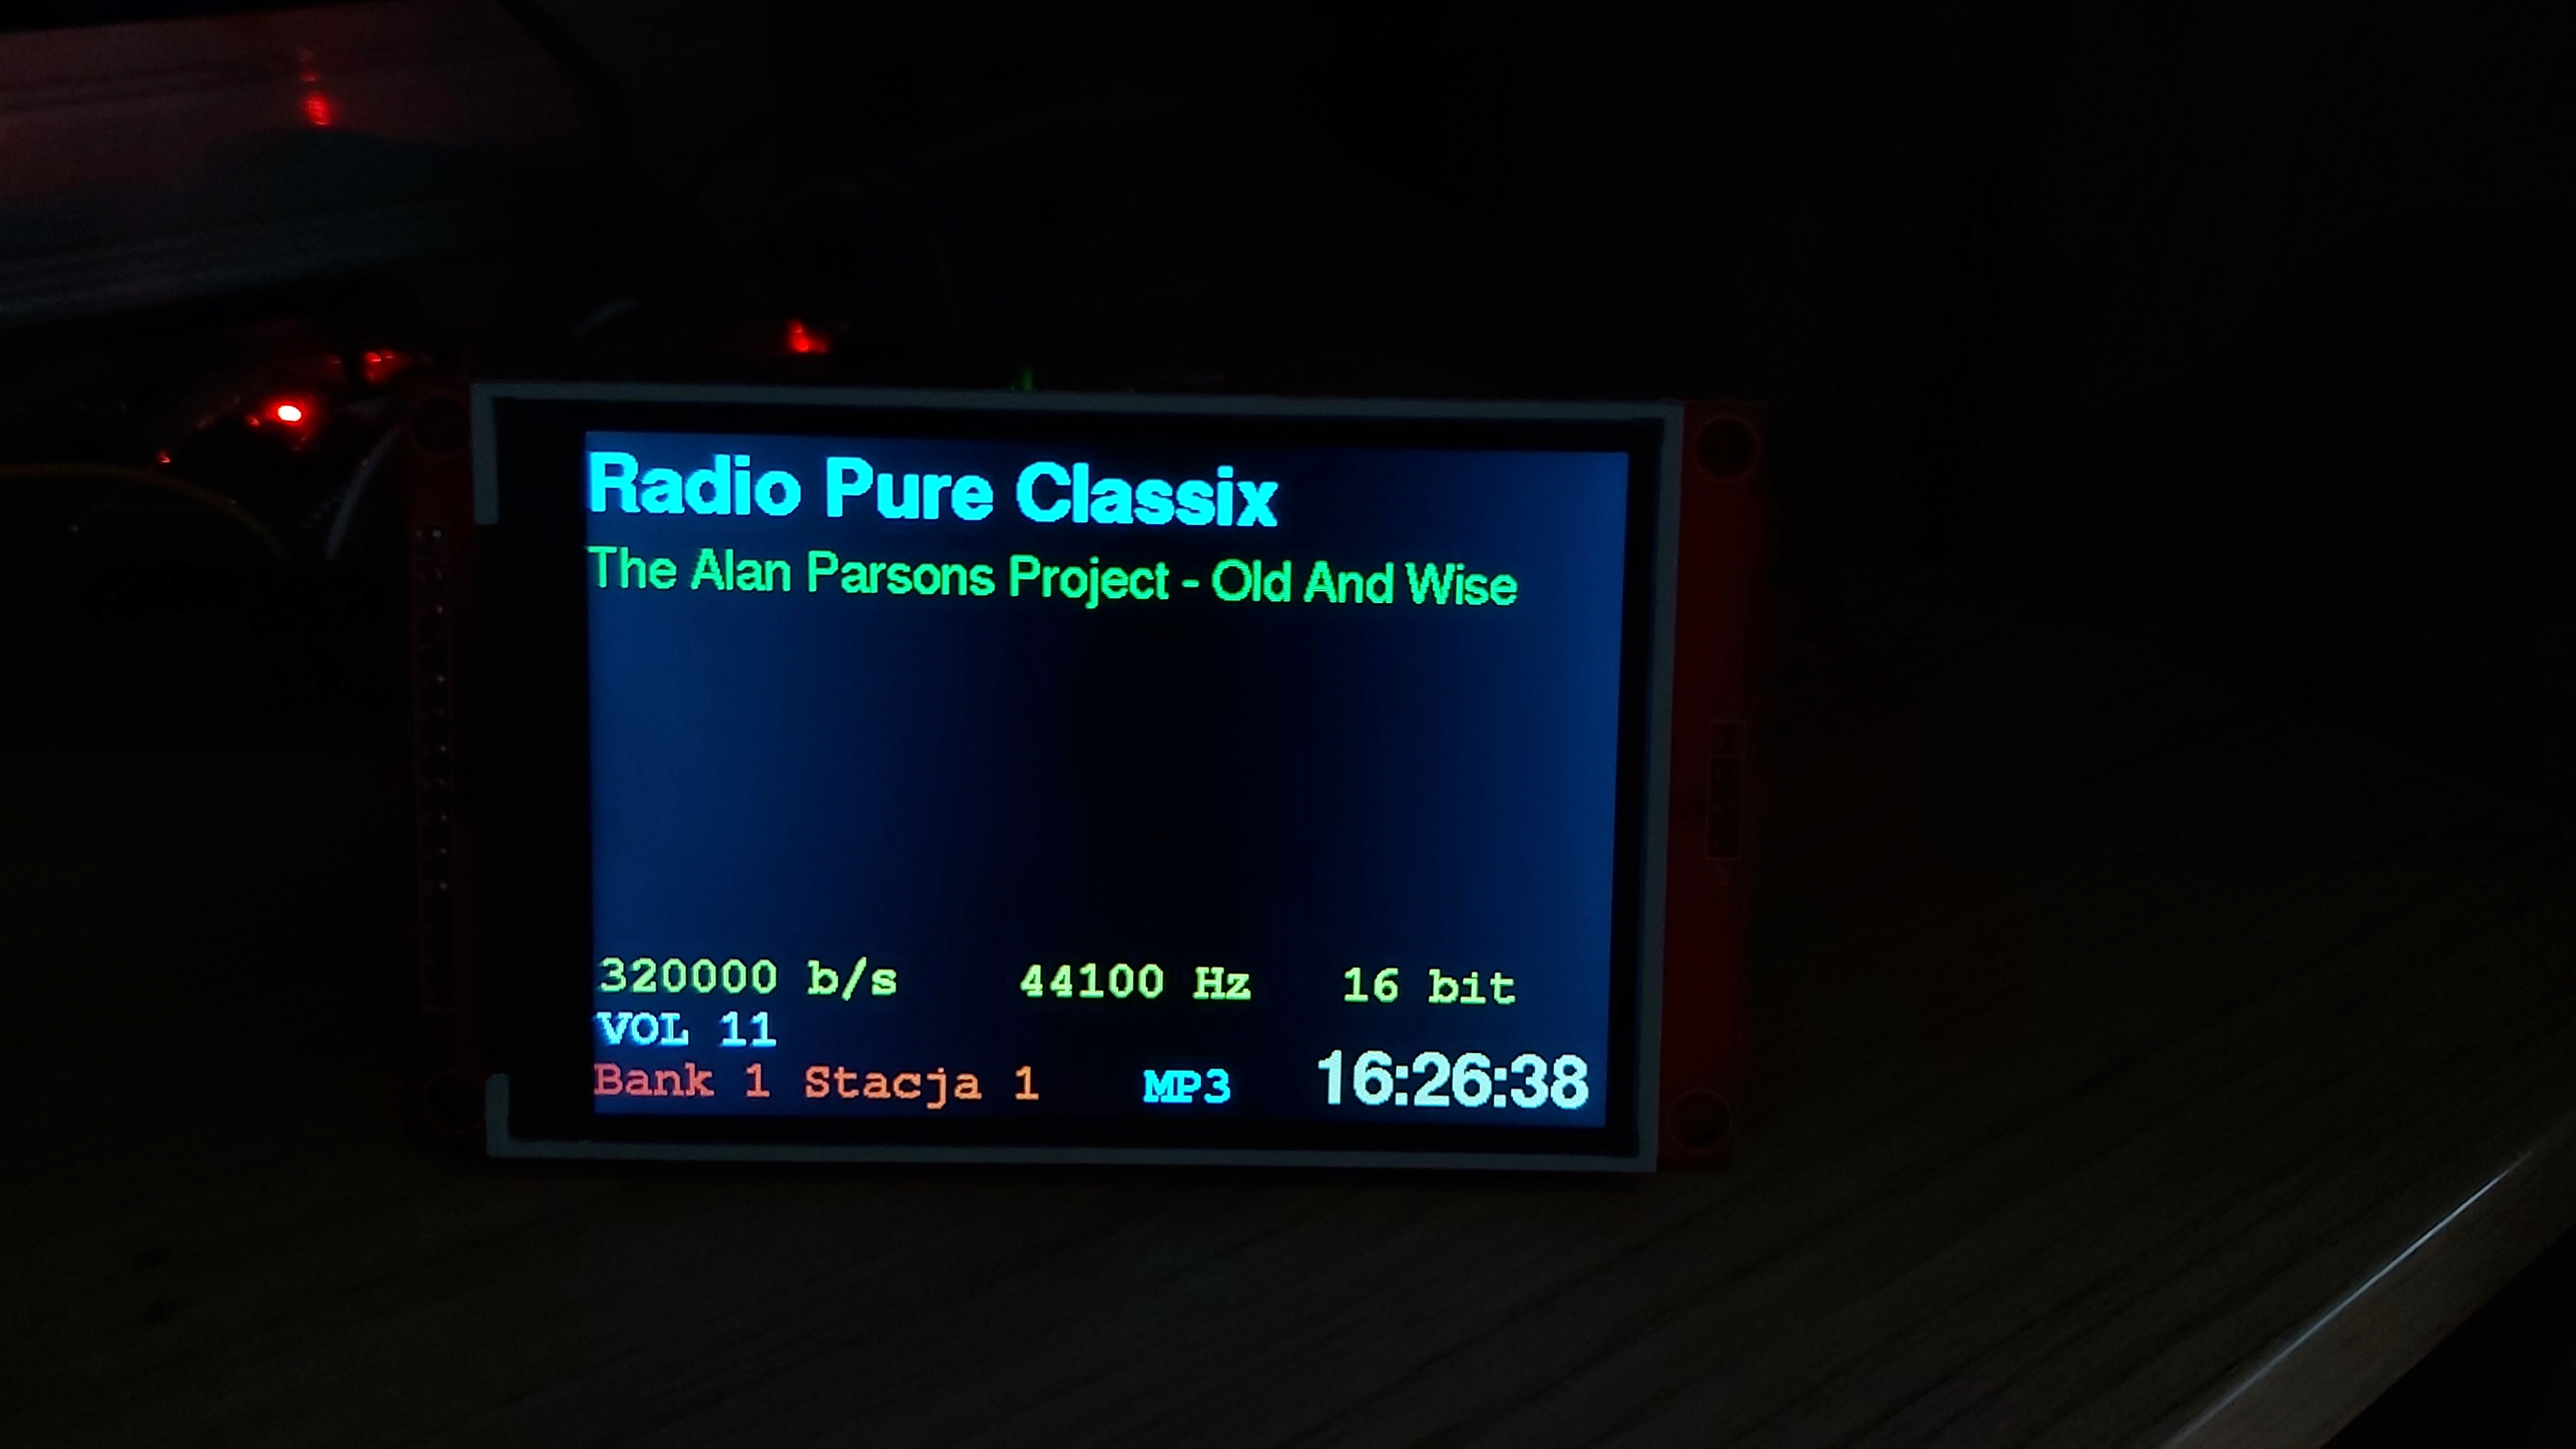 Radio Pure Classix
The Alan Parsons Project - Old And Wise
320000 b/s 44100 Hz 16 bit
VOL 11
Bank 1 Stacja 1 MP3 16:26:38